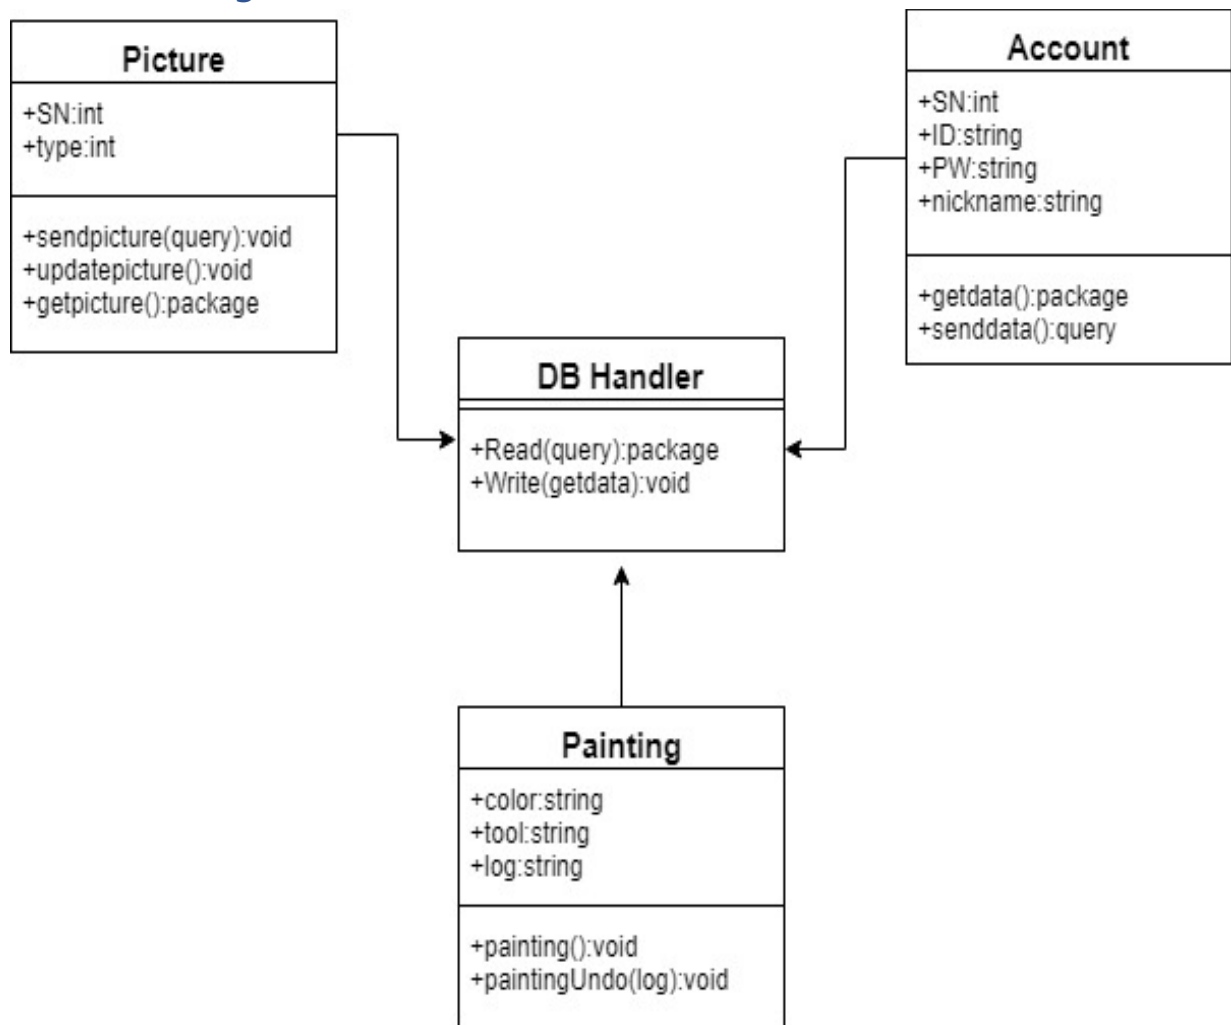 Picture
+SN:int
+type:int
+sendpicture(query):void
+updatepicture():void
+getpicture():package
Account
+SN:int
+ID:string
+PW:string
+nickname:string
+getdata():package
+senddata():query
DB Handler
+Read(query):package
+Write(getdata):void
Painting
+color:string
+tool:string
+log:string
+painting():void
+paintingUndo(log):void